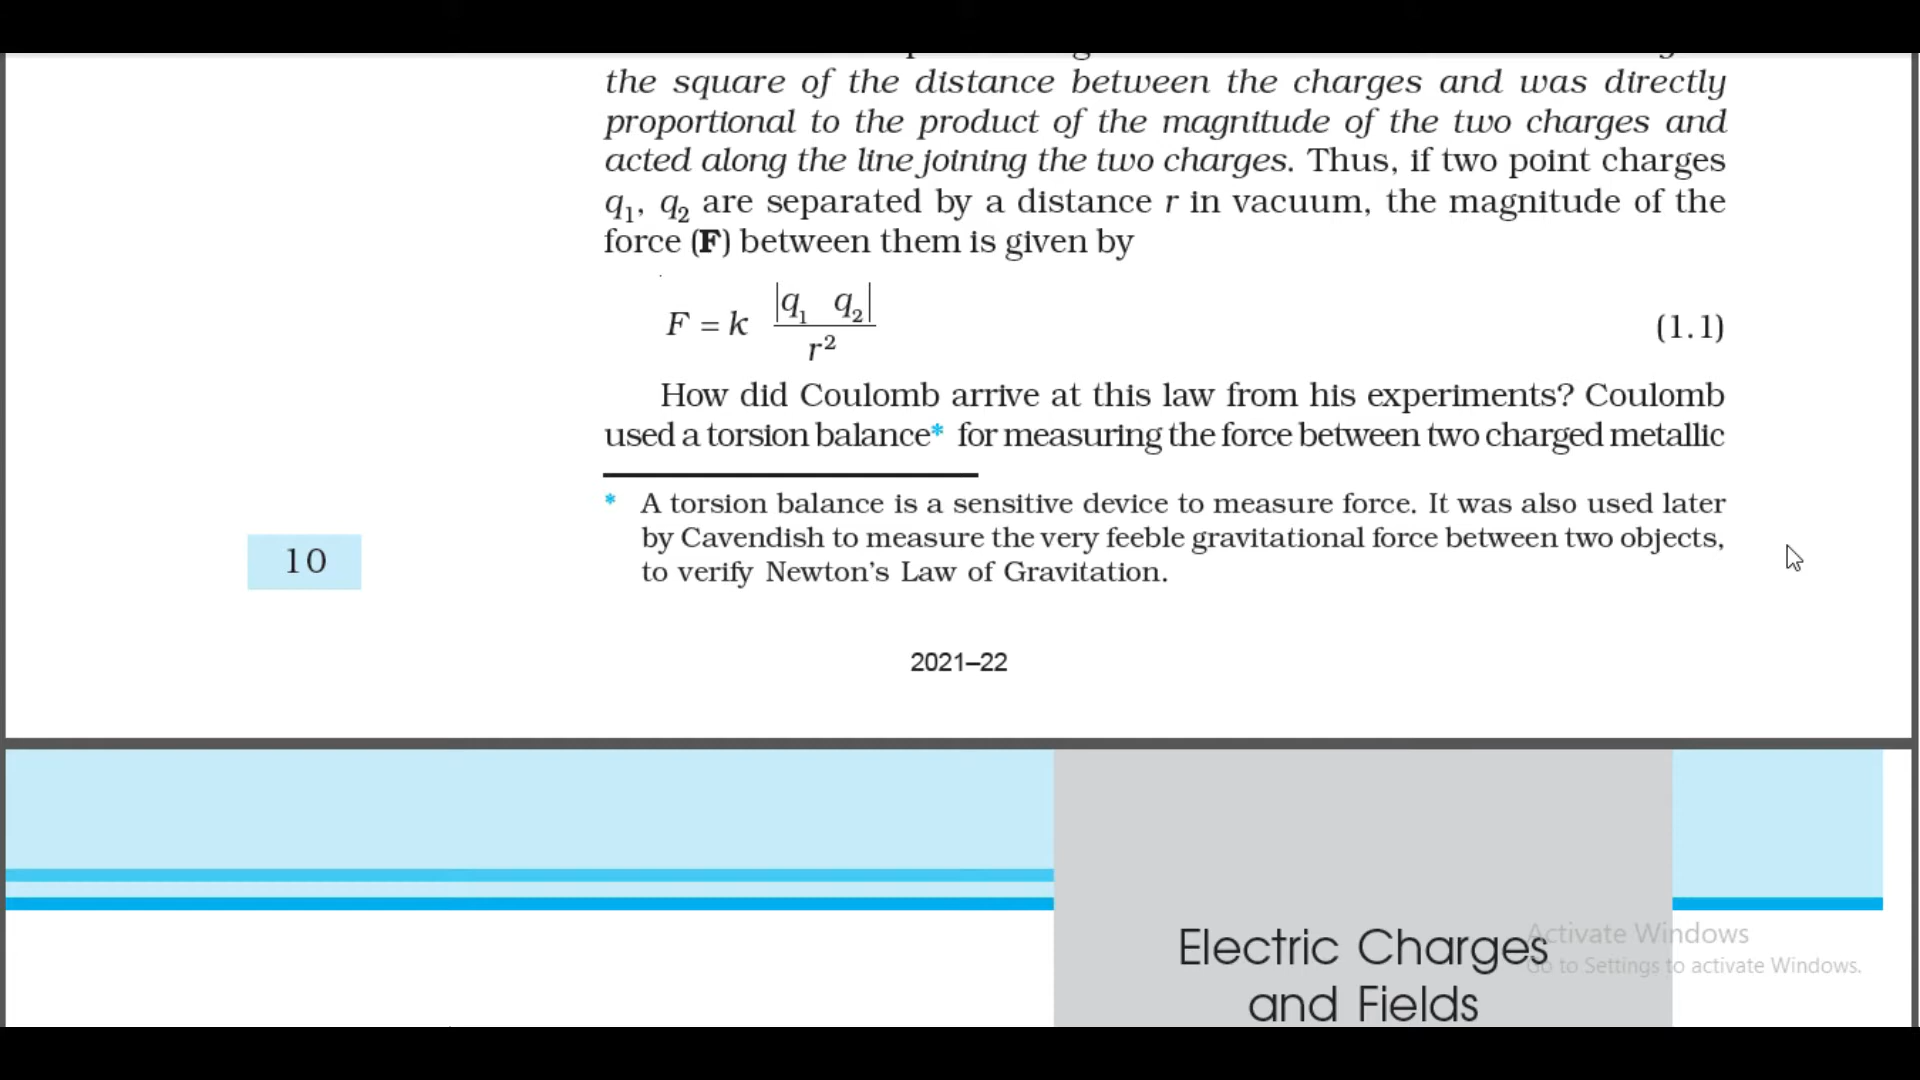 the square of the distance between the charges and was directly
proportional to the product of the magnitude of the two charges and
acted along the line joining the two charges. Thus, if two point charges
q₁, q₂ are separated by a distance r in vacuum, the magnitude of the
force (F) between them is given by
F = k |q₁ q₂| / r² (1.1)
How did Coulomb arrive at this law from his experiments? Coulomb
used a torsion balance* for measuring the force between two charged metallic
* A torsion balance is a sensitive device to measure force. It was also used later
by Cavendish to measure the very feeble gravitational force between two objects,
to verify Newton's Law of Gravitation.
10
2021–22
Electric Charges
and Fields
Activate Windows
Go to Settings to activate Windows.